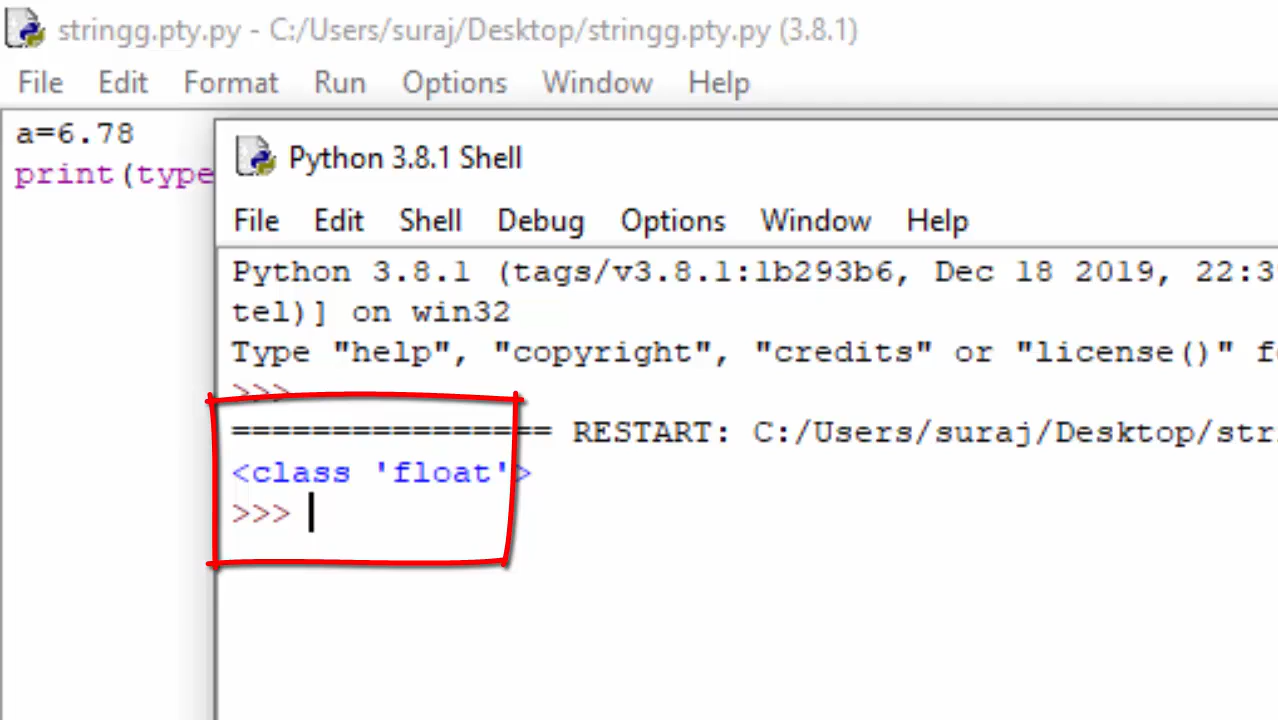 stringg.pty.py - C:/Users/suraj/Desktop/stringg.pty.py (3.8.1)
File Edit Format Run Options Window Help
a=6.78
print(type
Python 3.8.1 Shell
File Edit Shell Debug Options Window Help
Python 3.8.1 (tags/v3.8.1:1b293b6, Dec 18 2019, 22:3
tel)] on win32
Type "help", "copyright", "credits" or "license()" f
>>>
================ RESTART: C:/Users/suraj/Desktop/stri
<class 'float'>
>>>